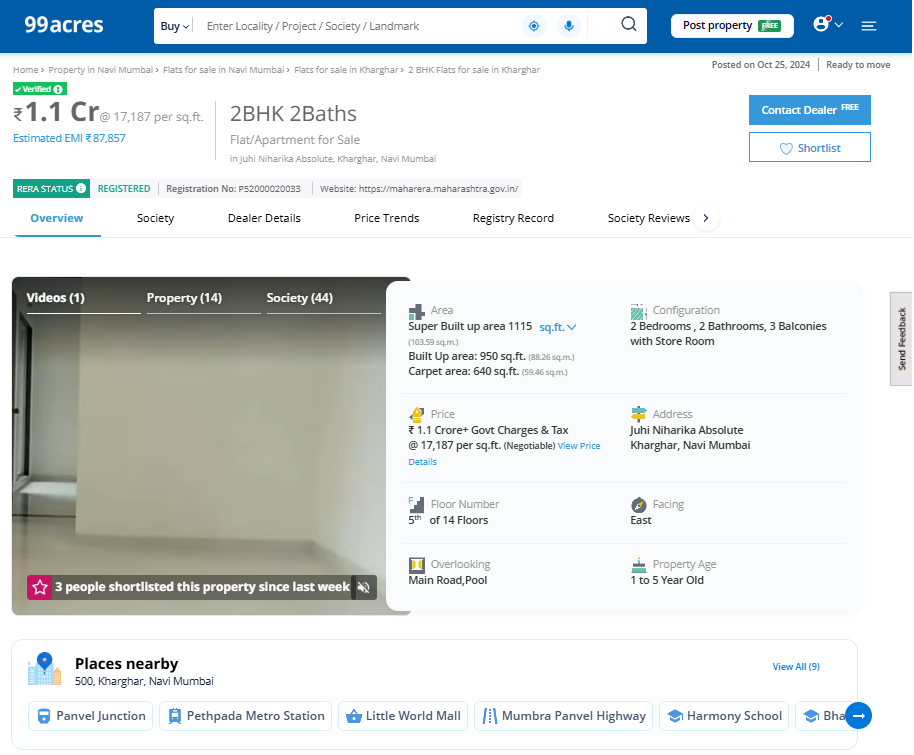 99acres
Buy
Enter Locality / Project / Society / Landmark
Post property FREE
Home › Property in Navi Mumbai › Flats for sale in Navi Mumbai › Flats for sale in Kharghar › 2 BHK Flats for sale in Kharghar
Posted on Oct 25, 2024 | Ready to move
Verified
₹1.1 Cr @ 17,187 per sq.ft.
Estimated EMI ₹87,857
2BHK 2Baths
Flat/Apartment for Sale
in Juhi Niharika Absolute, Kharghar, Navi Mumbai
Contact Dealer FREE
Shortlist
RERA STATUS REGISTERED | Registration No: P52000020033 | Website: https://maharera.maharashtra.gov.in/
Overview Society Dealer Details Price Trends Registry Record Society Reviews
Videos (1) Property (14) Society (44)
3 people shortlisted this property since last week
Area
Super Built up area 1115 sq.ft.
(103.59 sq.m.)
Built Up area: 950 sq.ft. (88.26 sq.m.)
Carpet area: 640 sq.ft. (59.46 sq.m.)
Configuration
2 Bedrooms , 2 Bathrooms, 3 Balconies
with Store Room
Price
₹ 1.1 Crore+ Govt Charges & Tax
@ 17,187 per sq.ft. (Negotiable) View Price
Details
Address
Juhi Niharika Absolute
Kharghar, Navi Mumbai
Floor Number
5th of 14 Floors
Facing
East
Overlooking
Main Road,Pool
Property Age
1 to 5 Year Old
Send Feedback
Places nearby
500, Kharghar, Navi Mumbai
View All (9)
Panvel Junction
Pethpada Metro Station
Little World Mall
Mumbra Panvel Highway
Harmony School
Bha